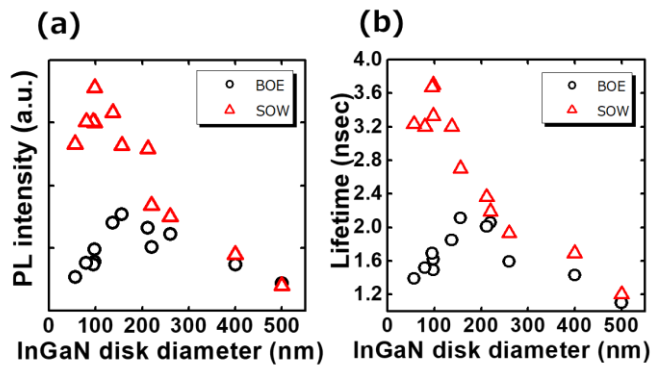 (a)
(b)
PL intensity (a.u.)
BOE
SOW
0 100 200 300 400 500
InGaN disk diameter (nm)
Lifetime (nsec)
4.0
3.6
3.2
2.8
2.4
2.0
1.6
1.2
BOE
SOW
0 100 200 300 400 500
InGaN disk diameter (nm)